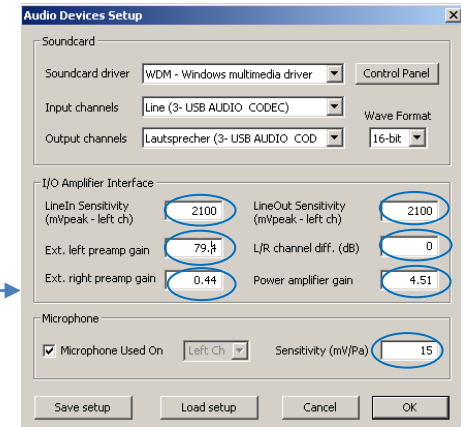 Audio Devices Setup
Soundcard
Soundcard driver WDM - Windows multimedia driver Control Panel
Input channels Line (3- USB AUDIO  CODEC)
Wave Format
Output channels Lautsprecher (3- USB AUDIO  COD 16-bit
I/O Amplifier Interface
LineIn Sensitivity
(mVpeak - left ch) 2100
LineOut Sensitivity
(mVpeak - left ch) 2100
Ext. left preamp gain
L/R channel diff. (dB) 0
Ext. right preamp gain 0.44
Power amplifier gain 4.51
Microphone
Microphone Used On Left Ch Sensitivity (mV/Pa) 15
Save setup Load setup Cancel OK